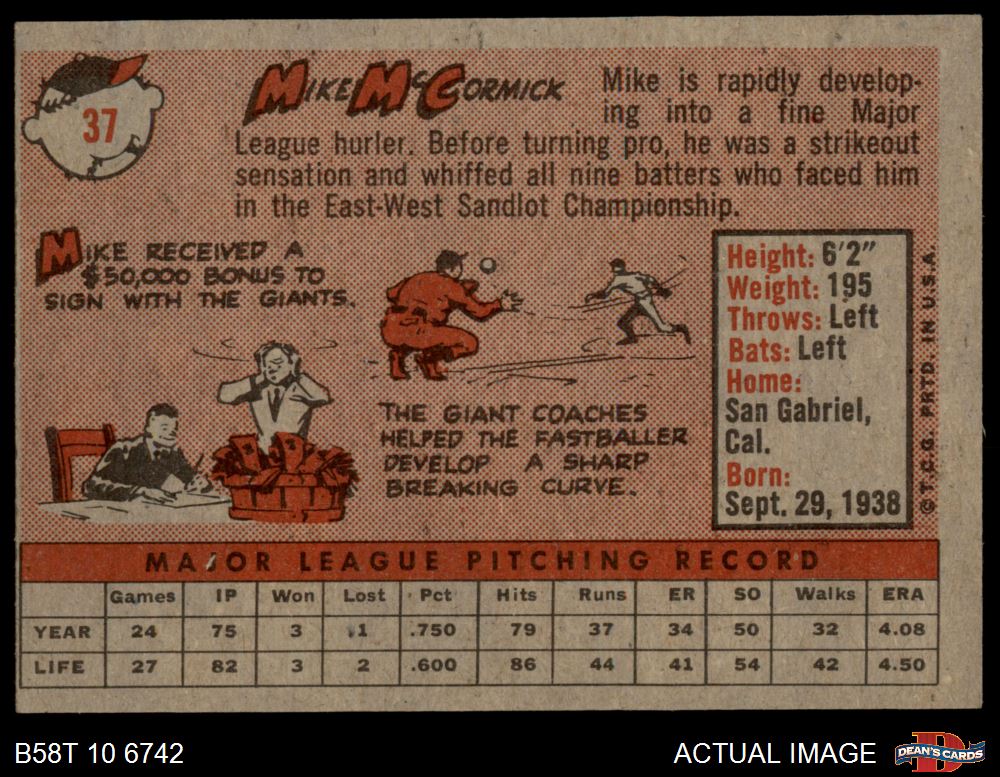 37
MIKE McCORMICK
Mike is rapidly develop-
ing into a fine Major
League hurler. Before turning pro, he was a strikeout
sensation and whiffed all nine batters who faced him
in the East-West Sandlot Championship.
MIKE RECEIVED A
$50,000 BONUS TO
SIGN WITH THE GIANTS.
THE GIANT COACHES
HELPED THE FASTBALLER
DEVELOP A SHARP
BREAKING CURVE.
Height: 6'2"
Weight: 195
Throws: Left
Bats: Left
Home:
San Gabriel,
Cal.
Born:
Sept. 29, 1938
© T.C.G. PRTD. IN U.S.A.
MAJOR LEAGUE PITCHING RECORD
Games IP Won Lost Pct Hits Runs ER SO Walks ERA
YEAR 24 75 3 1 .750 79 37 34 50 32 4.08
LIFE 27 82 3 2 .600 86 44 41 54 42 4.50
B58T 10 6742
ACTUAL IMAGE
DEAN'S CARDS